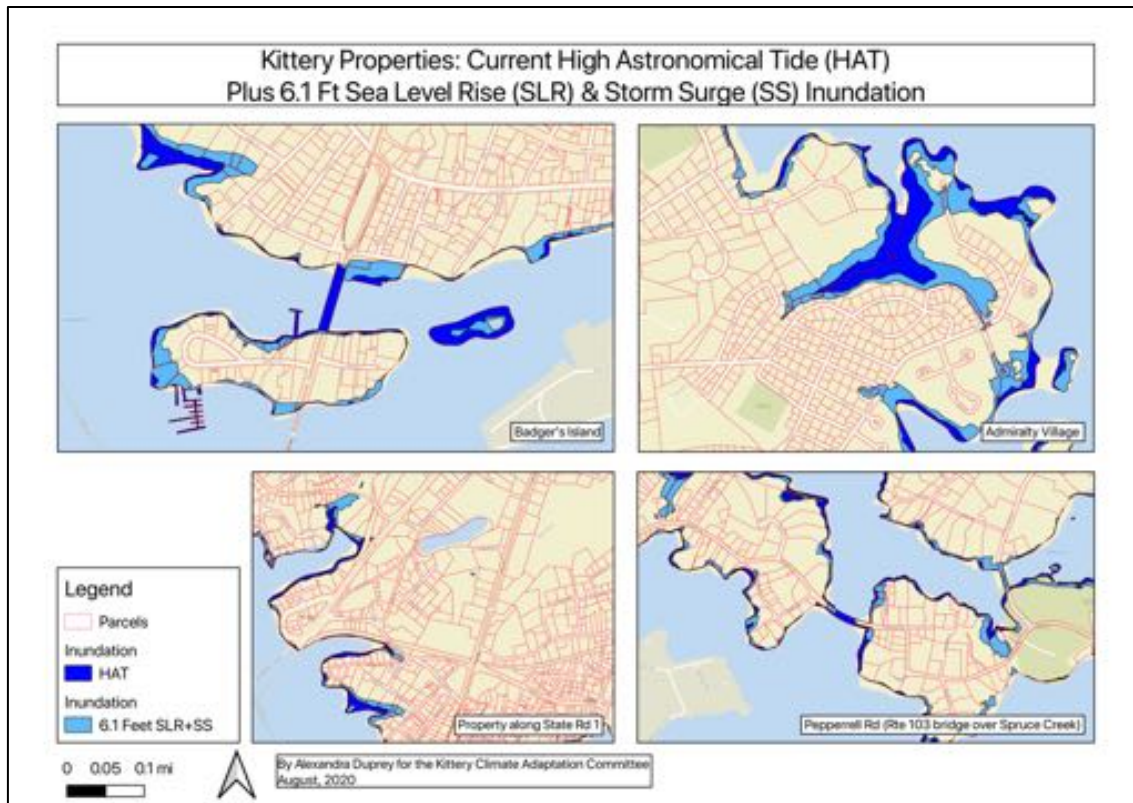 Kittery Properties: Current High Astronomical Tide (HAT)
Plus 6.1 Ft Sea Level Rise (SLR) & Storm Surge (SS) Inundation
Badger's Island
Admiralty Village
Legend
Parcels
Inundation
HAT
Inundation
6.1 Feet SLR+SS
Property along State Rd 1
Pepperrell Rd (Rte 103 bridge over Spruce Creek)
0 0.05 0.1 mi
By Alexandra Duprey for the Kittery Climate Adaptation Committee
August, 2020